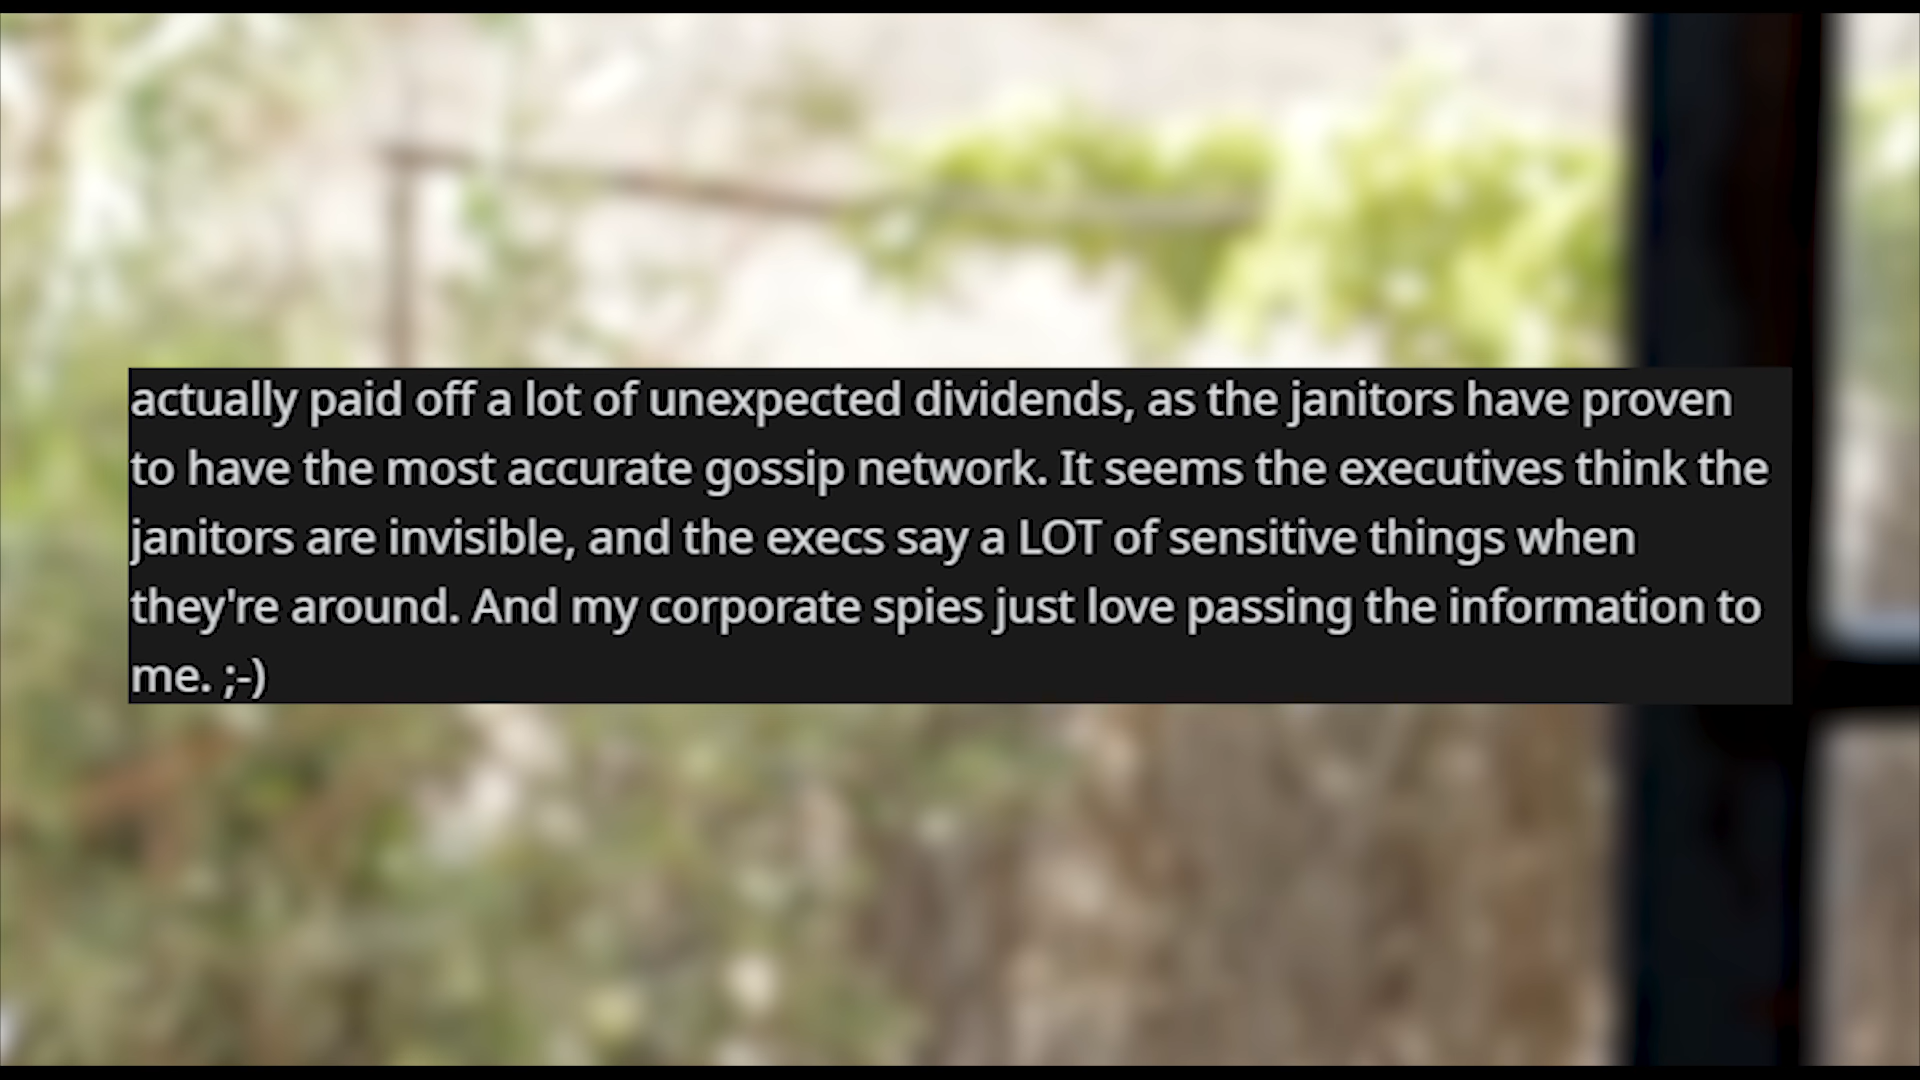 actually paid off a lot of unexpected dividends, as the janitors have proven
to have the most accurate gossip network. It seems the executives think the
janitors are invisible, and the execs say a LOT of sensitive things when
they're around. And my corporate spies just love passing the information to
me. ;-)